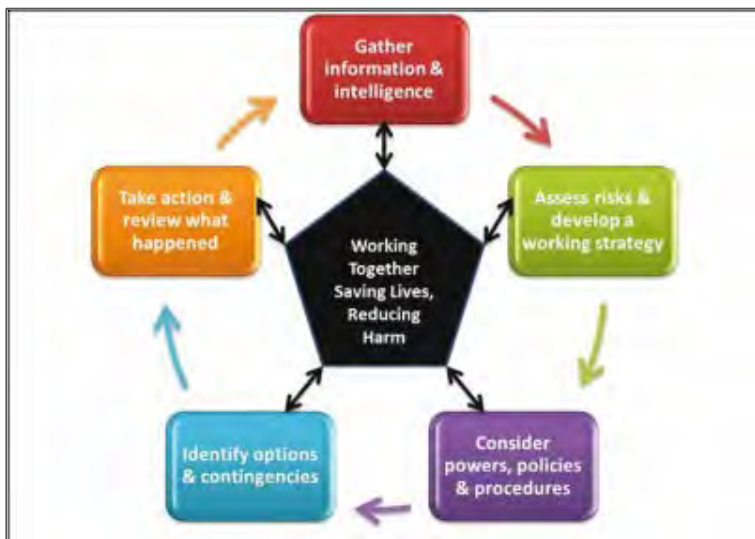 Gather
information &
intelligence
Assess risks &
develop a
working strategy
Consider
powers, policies
& procedures
Identify options
& contingencies
Take action &
review what
happened
Working
Together
Saving Lives,
Reducing
Harm